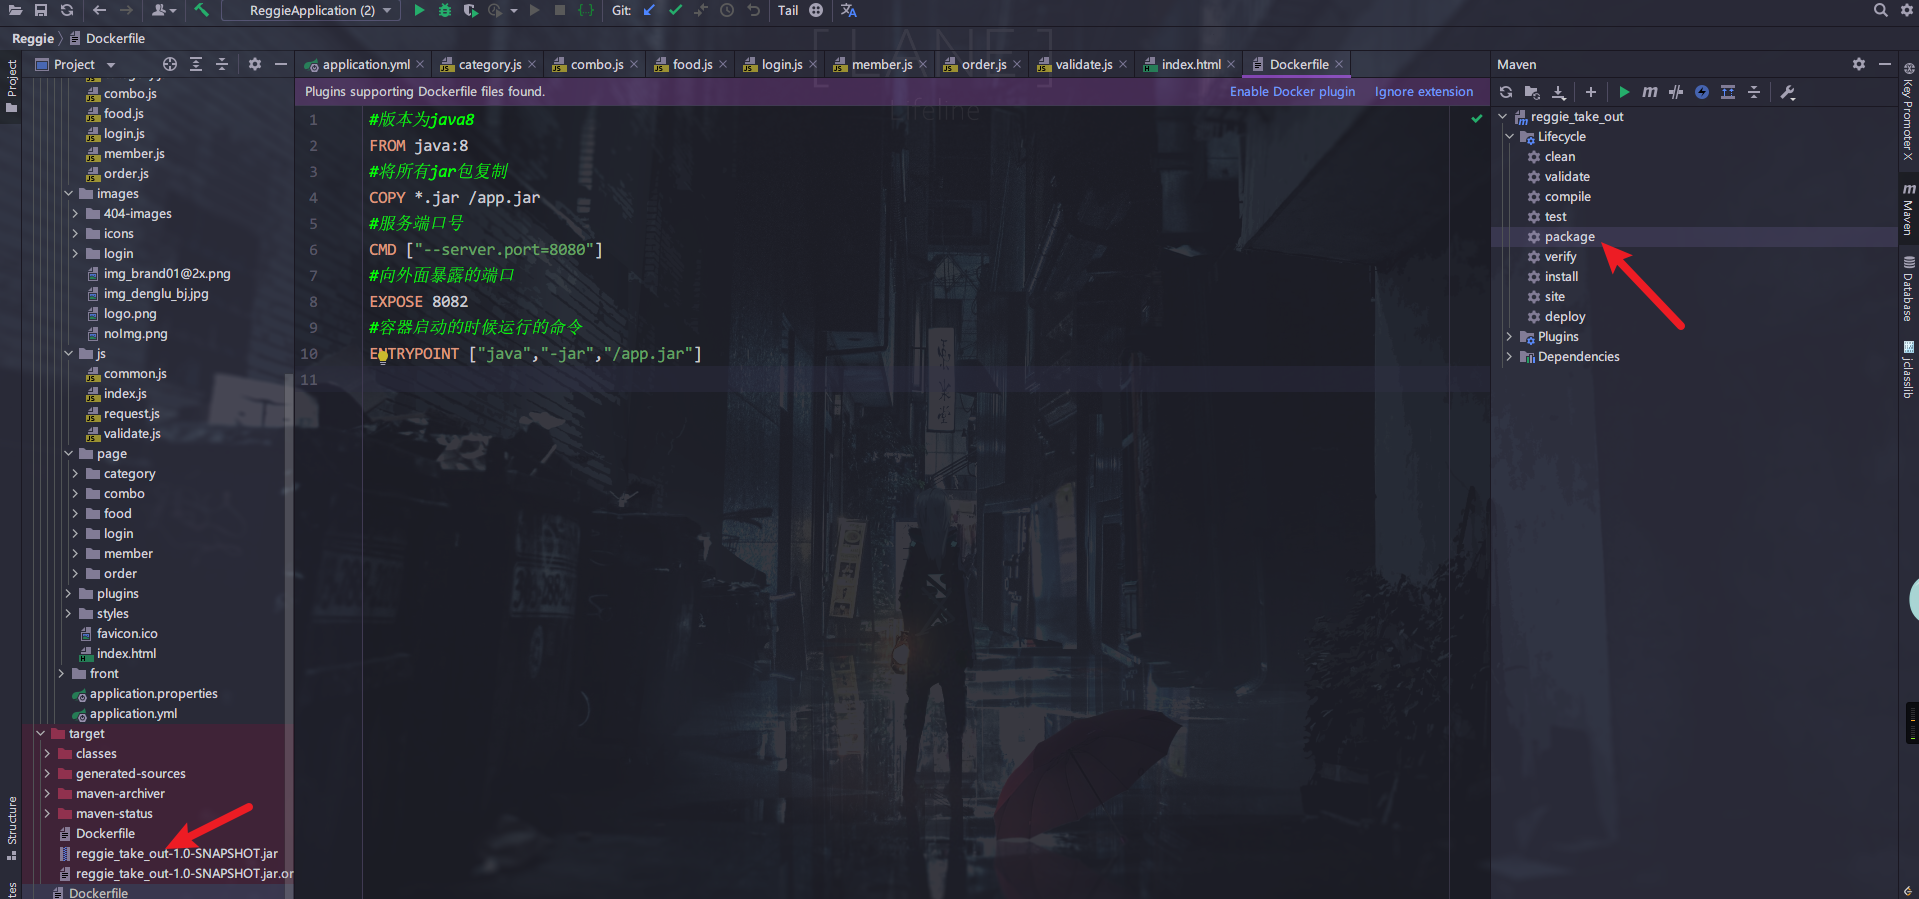 ReggieApplication (2)
Git:
Tail
Reggie
Dockerfile
Project
application.yml
category.js
combo.js
food.js
login.js
member.js
order.js
validate.js
index.html
Dockerfile
Maven
Plugins supporting Dockerfile files found.
Enable Docker plugin
Ignore extension
[ LANE ]
Lifeline
Project
combo.js
food.js
login.js
member.js
order.js
images
404-images
icons
login
img_brand01@2x.png
img_denglu_bj.jpg
logo.png
noImg.png
js
common.js
index.js
request.js
validate.js
page
category
combo
food
login
member
order
plugins
styles
favicon.ico
index.html
front
application.properties
application.yml
target
classes
generated-sources
maven-archiver
maven-status
Dockerfile
reggie_take_out-1.0-SNAPSHOT.jar
reggie_take_out-1.0-SNAPSHOT.jar.or
Dockerfile
Structure
tes
1 #版本为java8
2 FROM java:8
3 #将所有jar包复制
4 COPY *.jar /app.jar
5 #服务端口号
6 CMD ["--server.port=8080"]
7 #向外面暴露的端口
8 EXPOSE 8082
9 #容器启动的时候运行的命令
10 ENTRYPOINT ["java","-jar","/app.jar"]
11
reggie_take_out
Lifecycle
clean
validate
compile
test
package
verify
install
site
deploy
Plugins
Dependencies
Key Promoter X
Maven
Database
jclasslib